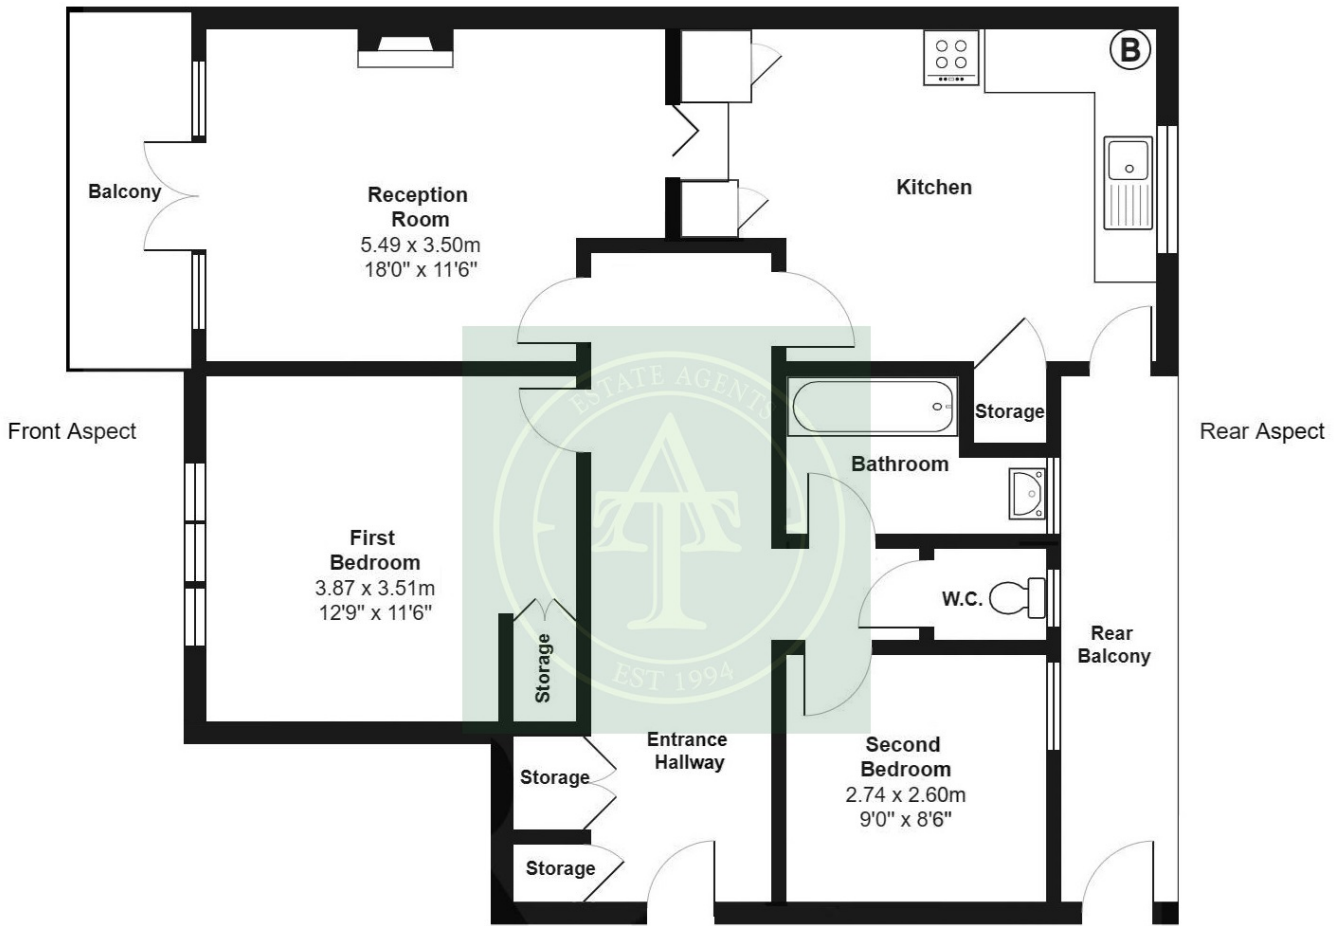 B
Balcony
Reception
Room
5.49 x 3.50m
18'0" x 11'6"
Kitchen
Front Aspect
Rear Aspect
ESTATE AGENTS
AT
EST 1994
Storage
Bathroom
First
Bedroom
3.87 x 3.51m
12'9" x 11'6"
Storage
W.C.
Rear
Balcony
Entrance
Hallway
Second
Bedroom
2.74 x 2.60m
9'0" x 8'6"
Storage
Storage